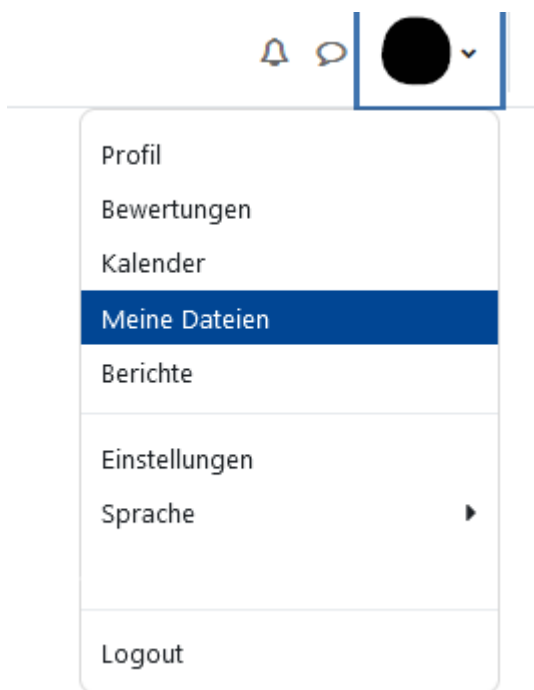 Profil
Bewertungen
Kalender
Meine Dateien
Berichte
Einstellungen
Sprache
Logout